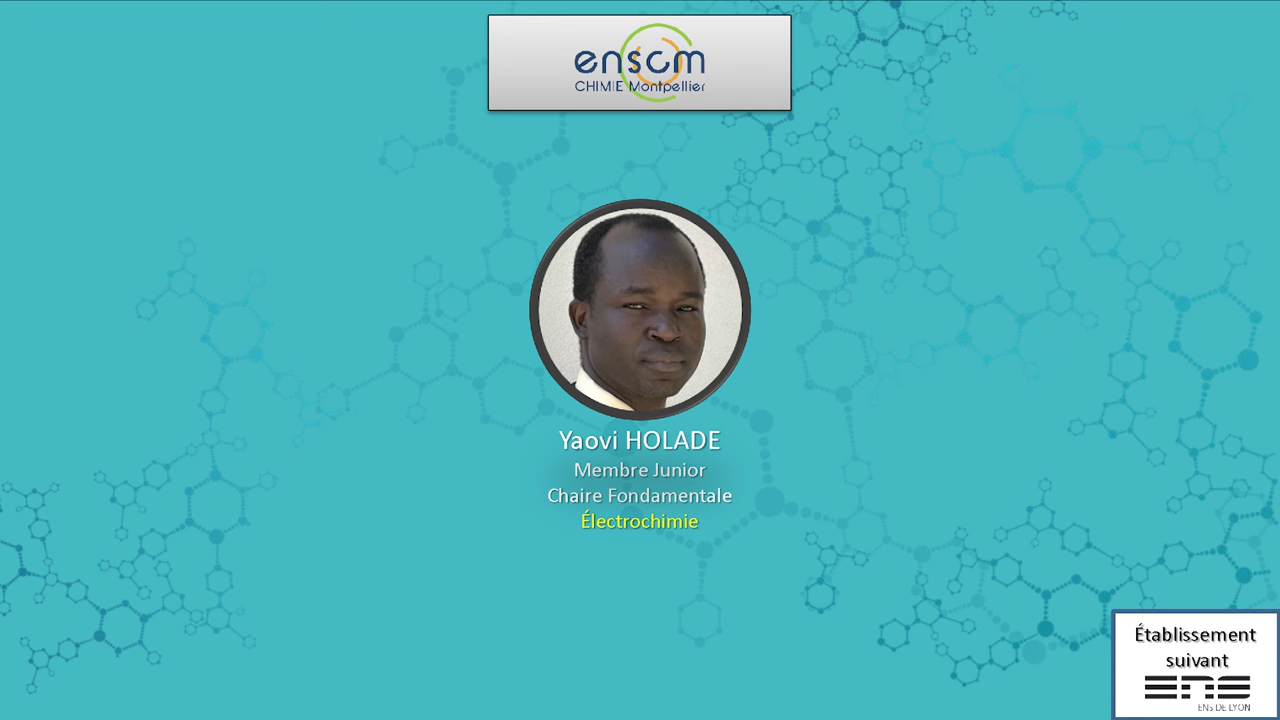 enscm
CHIMIE Montpellier
Yaovi HOLADE
Membre Junior
Chaire Fondamentale
Électrochimie
Établissement
suivant
ENS
ENS DE LYON